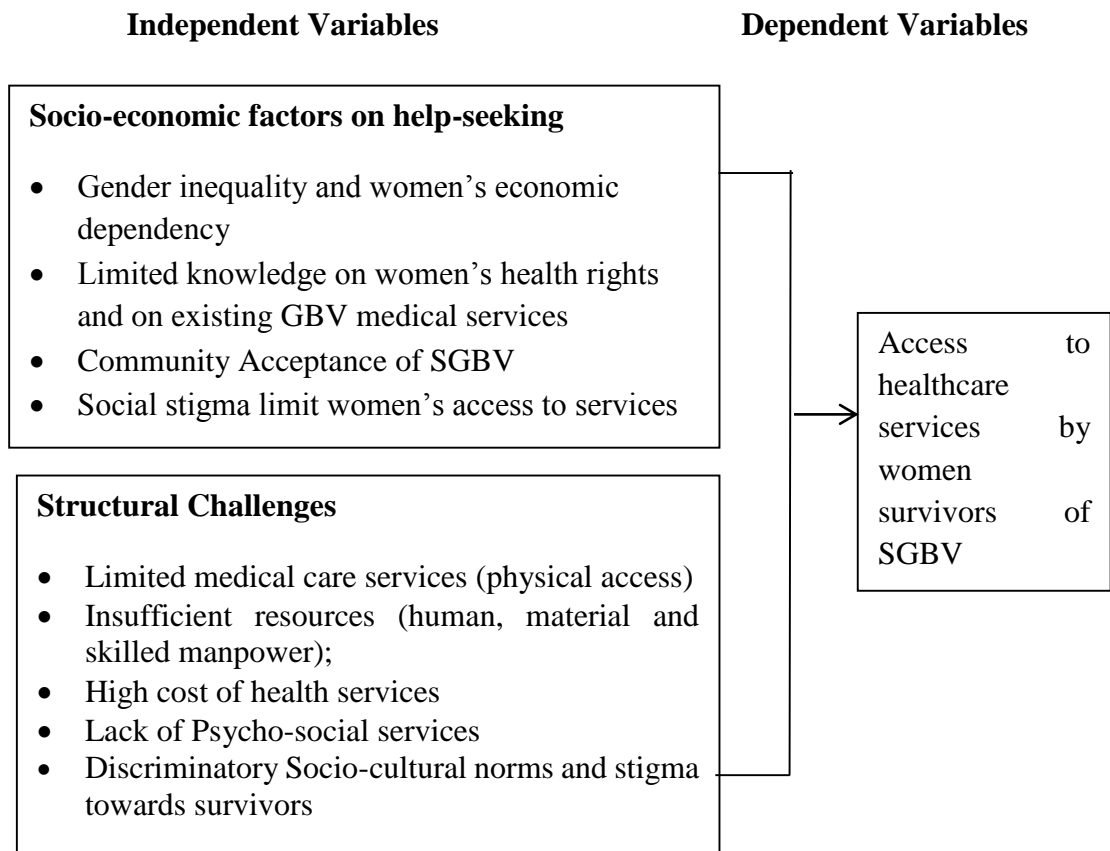 Independent Variables
Dependent Variables
Socio-economic factors on help-seeking
• Gender inequality and women’s economic
dependency
• Limited knowledge on women’s health rights
and on existing GBV medical services
• Community Acceptance of SGBV
• Social stigma limit women’s access to services
Structural Challenges
• Limited medical care services (physical access)
• Insufficient resources (human, material and
skilled manpower);
• High cost of health services
• Lack of Psycho-social services
• Discriminatory Socio-cultural norms and stigma
towards survivors
Access to
healthcare
services by
women
survivors of
SGBV